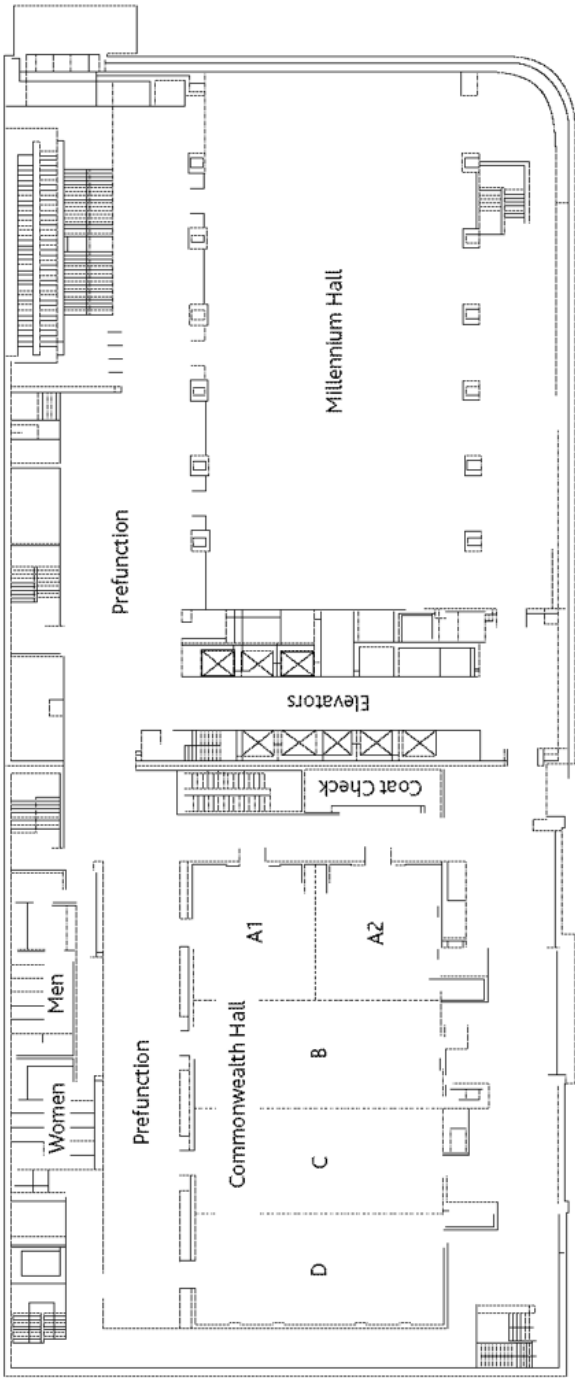 Millennium Hall
Prefunction
Elevators
Coat Check
Men
Women
Prefunction
Commonwealth Hall
A1
A2
B
C
D